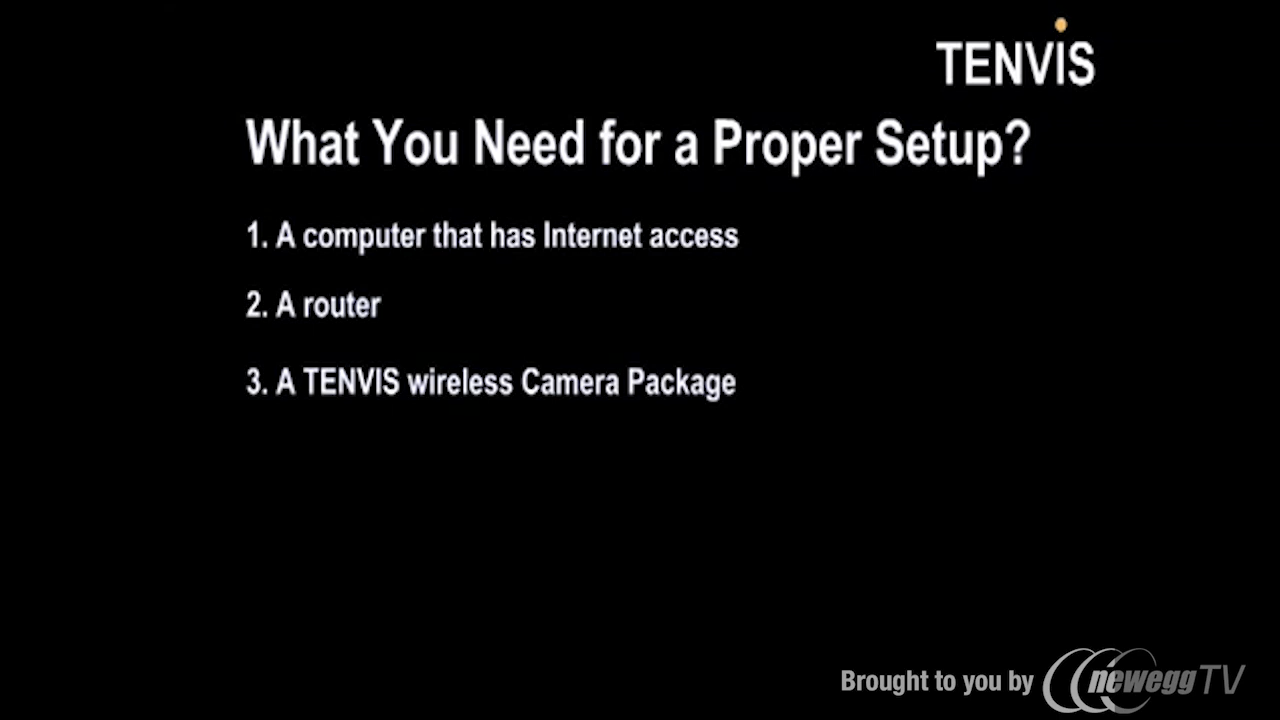 TENVIS
What You Need for a Proper Setup?
1. A computer that has Internet access
2. A router
3. A TENVIS wireless Camera Package
Brought to you by newegg TV